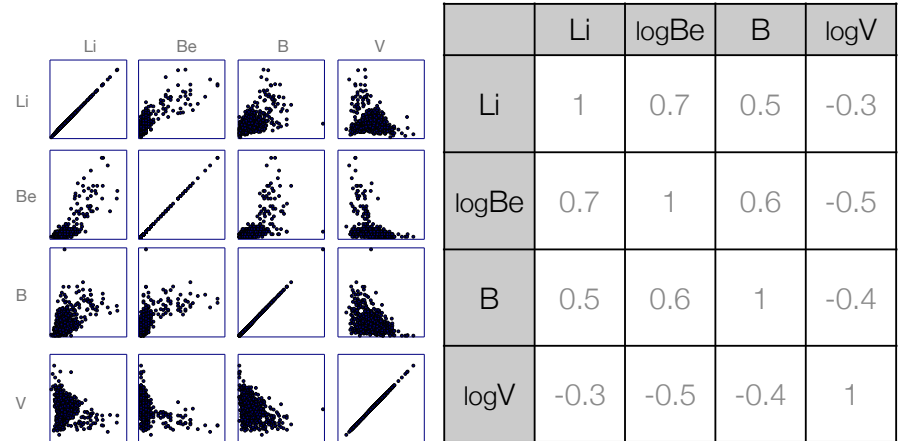 Li Be B V
Li
Be
B
V
Li logBe B logV
Li 1 0.7 0.5 -0.3
logBe 0.7 1 0.6 -0.5
B 0.5 0.6 1 -0.4
logV -0.3 -0.5 -0.4 1